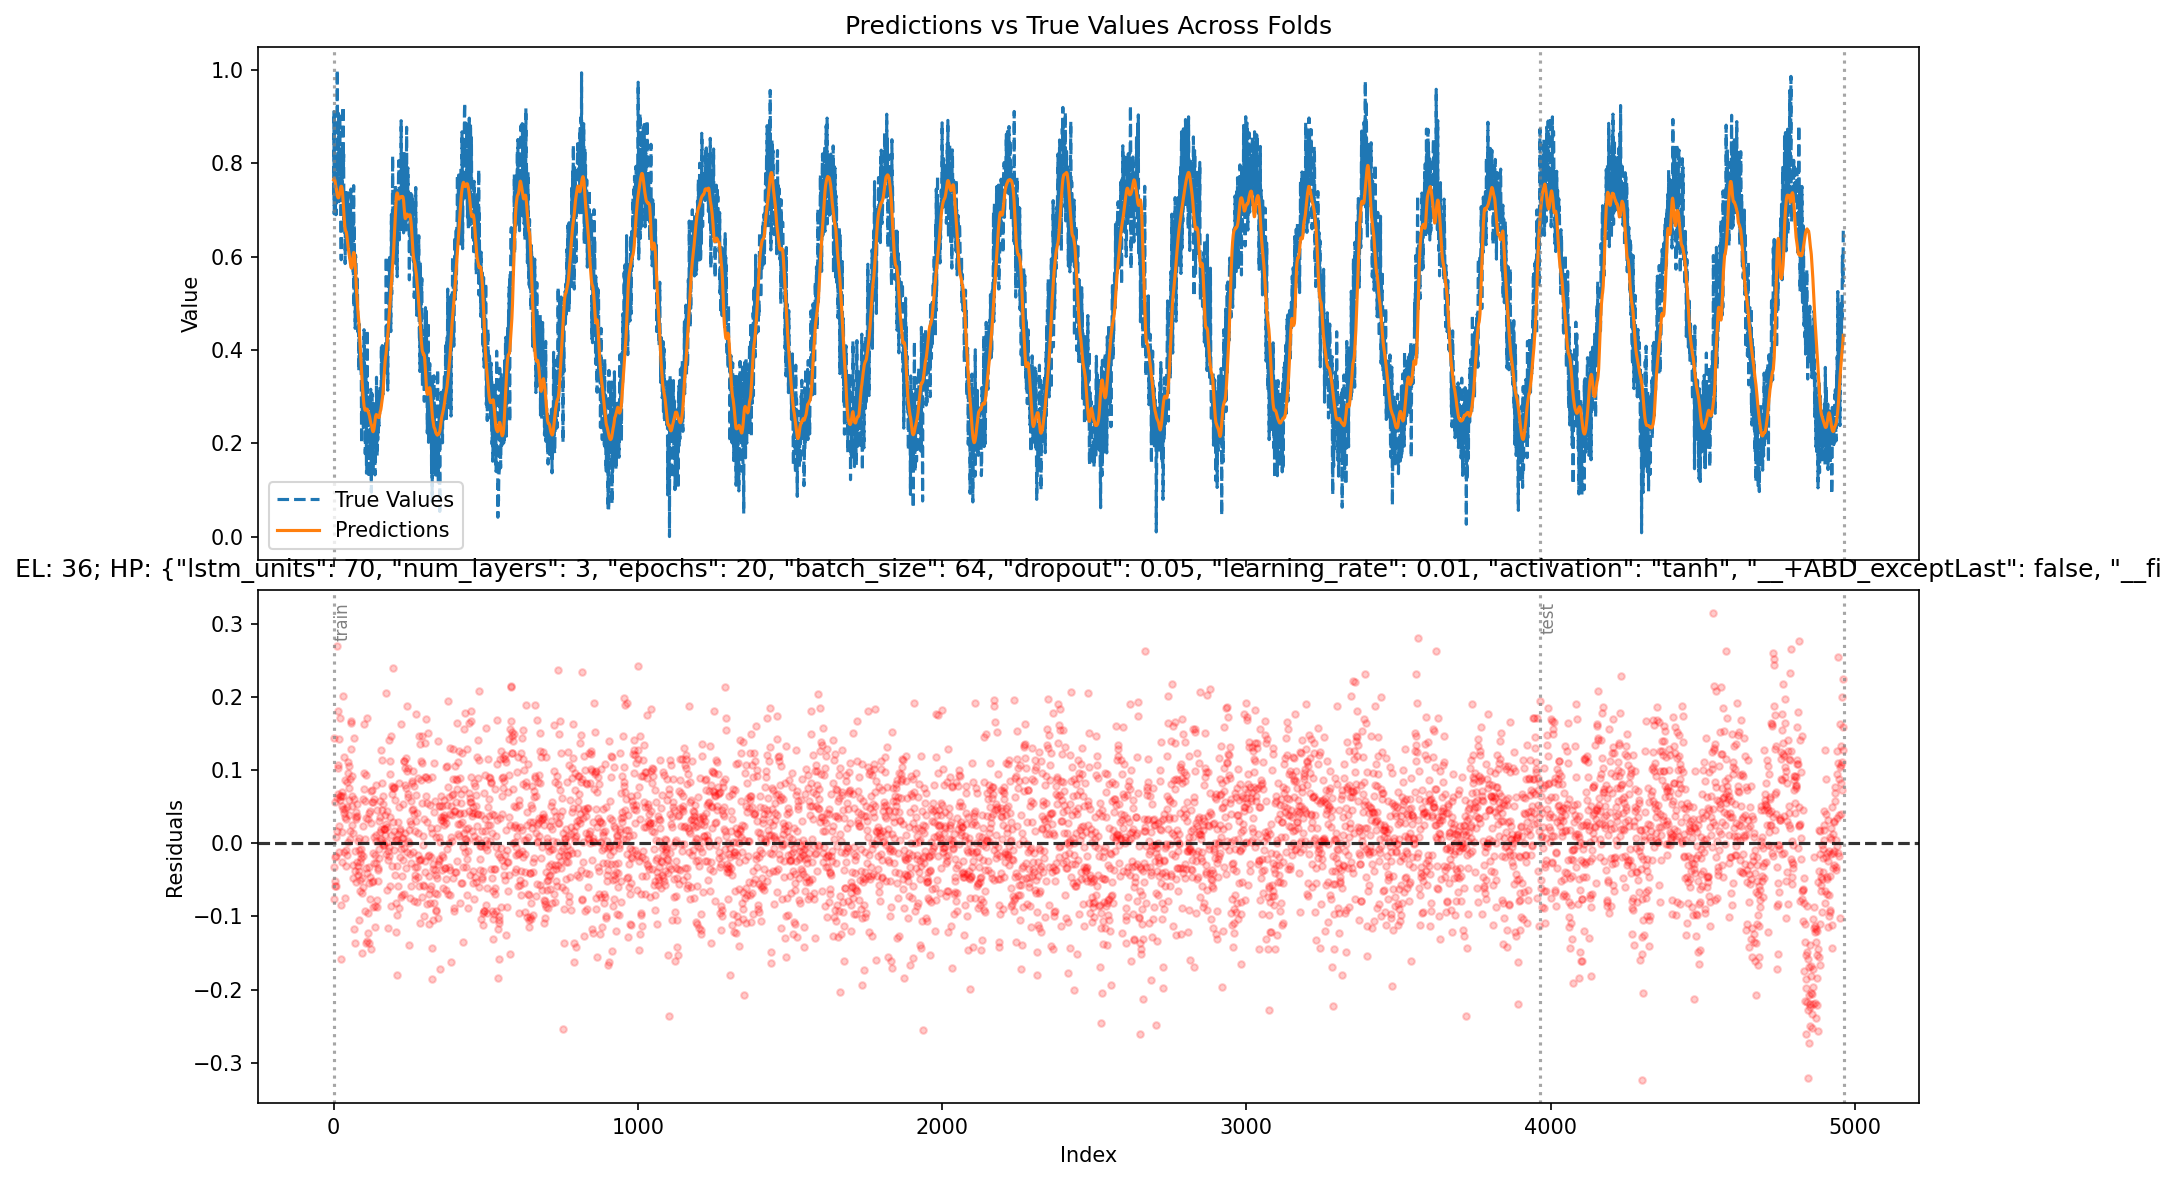 Predictions vs True Values Across Folds
1.0
0.8
0.6
0.4
0.2
0.0
Value
True Values
Predictions
EL: 36; HP: {"lstm_units": 70, "num_layers": 3, "epochs": 20, "batch_size": 64, "dropout": 0.05, "learning_rate": 0.01, "activation": "tanh", "__+ABD_exceptLast": false, "__fi
train
test
0.3
0.2
0.1
0.0
−0.1
−0.2
−0.3
Residuals
0 1000 2000 3000 4000 5000
Index